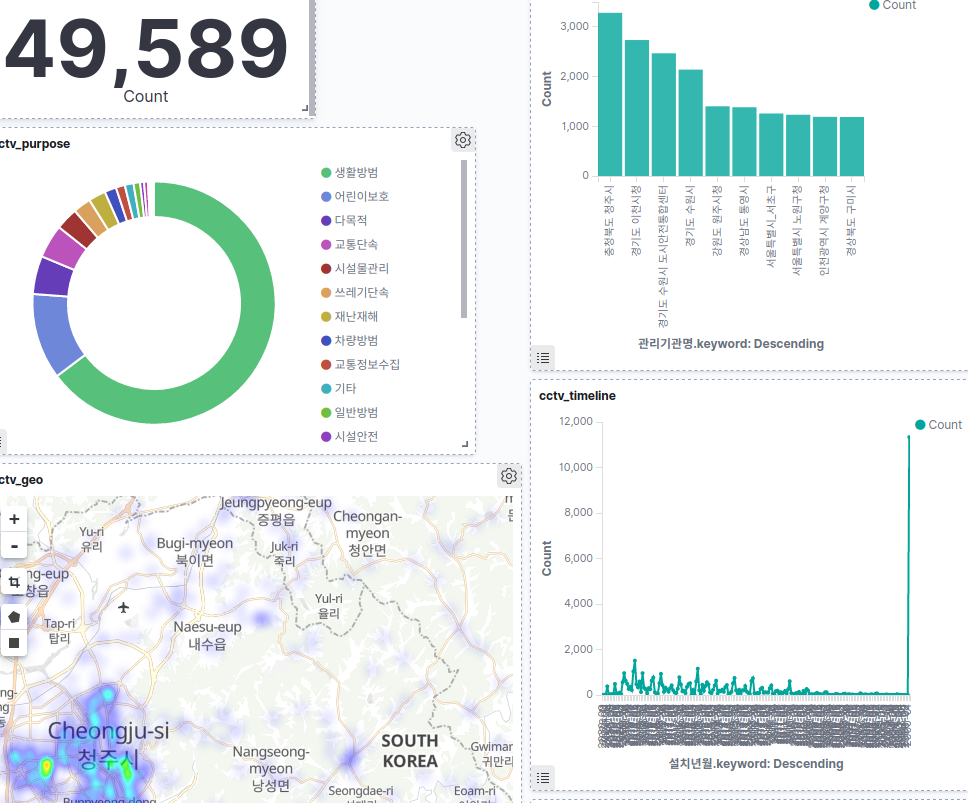 49,589
Count
ctv_purpose
생활방범
어린이보호
다목적
교통단속
시설물관리
쓰레기단속
재난재해
차량방범
교통정보수집
기타
일반방범
시설안전
ctv_geo
Jeungpyeong-eup
증평읍
Cheongan-
myeon
청안면
Yu-ri
유리
Bugi-myeon
북이면
Juk-ri
죽리
ng-eup
창읍
Yul-ri
율리
Tap-ri
탑리
Naesu-eup
내수읍
Cheongju-si
청주시
Nangseong-
myeon
낭성면
SOUTH
KOREA
Gwimar
귀만리
Seongdae-ri
Eoam-ri
Count
Count
3,000
2,000
1,000
0
충청북도 청주시
경기도 이천시청
경기도 수원시 도시안전통합센터
경기도 수원시
강원도 원주시청
경상남도 통영시
서울특별시_서초구
서울특별시 노원구청
인천광역시 계양구청
경상북도 구미시
관리기관명.keyword: Descending
cctv_timeline
Count
Count
12,000
10,000
8,000
6,000
4,000
2,000
0
설치년월.keyword: Descending